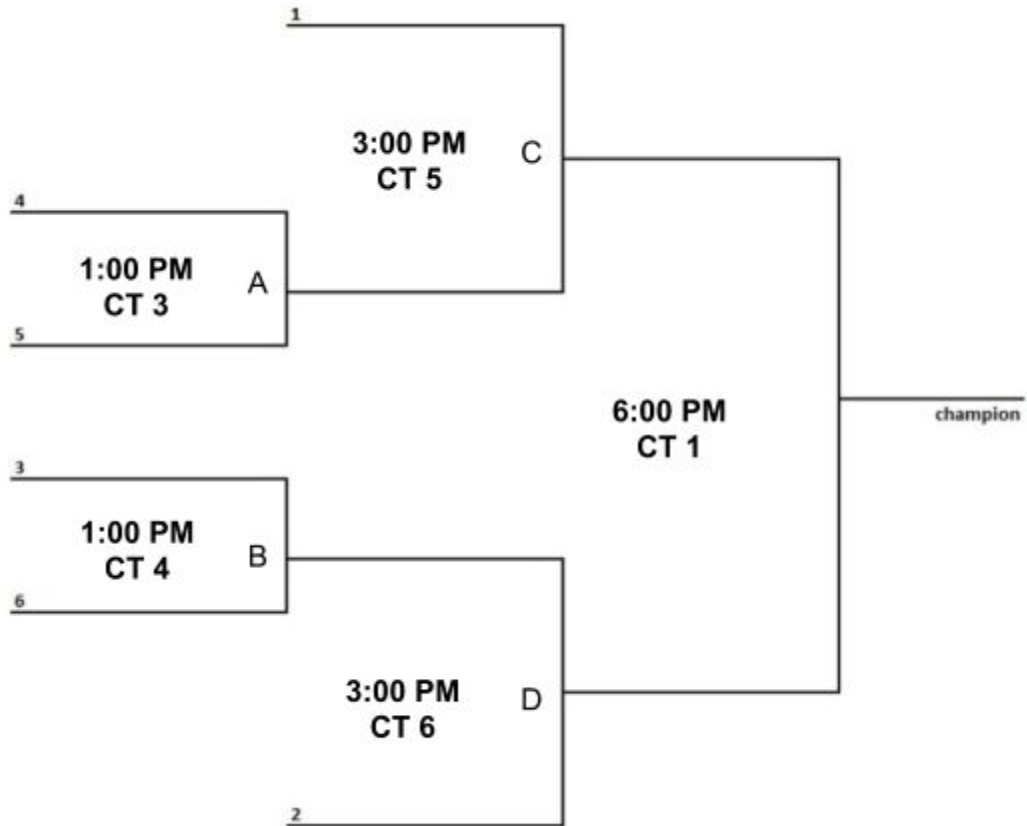 1
3:00 PM
CT 5
C
4
1:00 PM
CT 3
A
5
6:00 PM
CT 1
champion
3
1:00 PM
CT 4
B
6
3:00 PM
CT 6
D
2